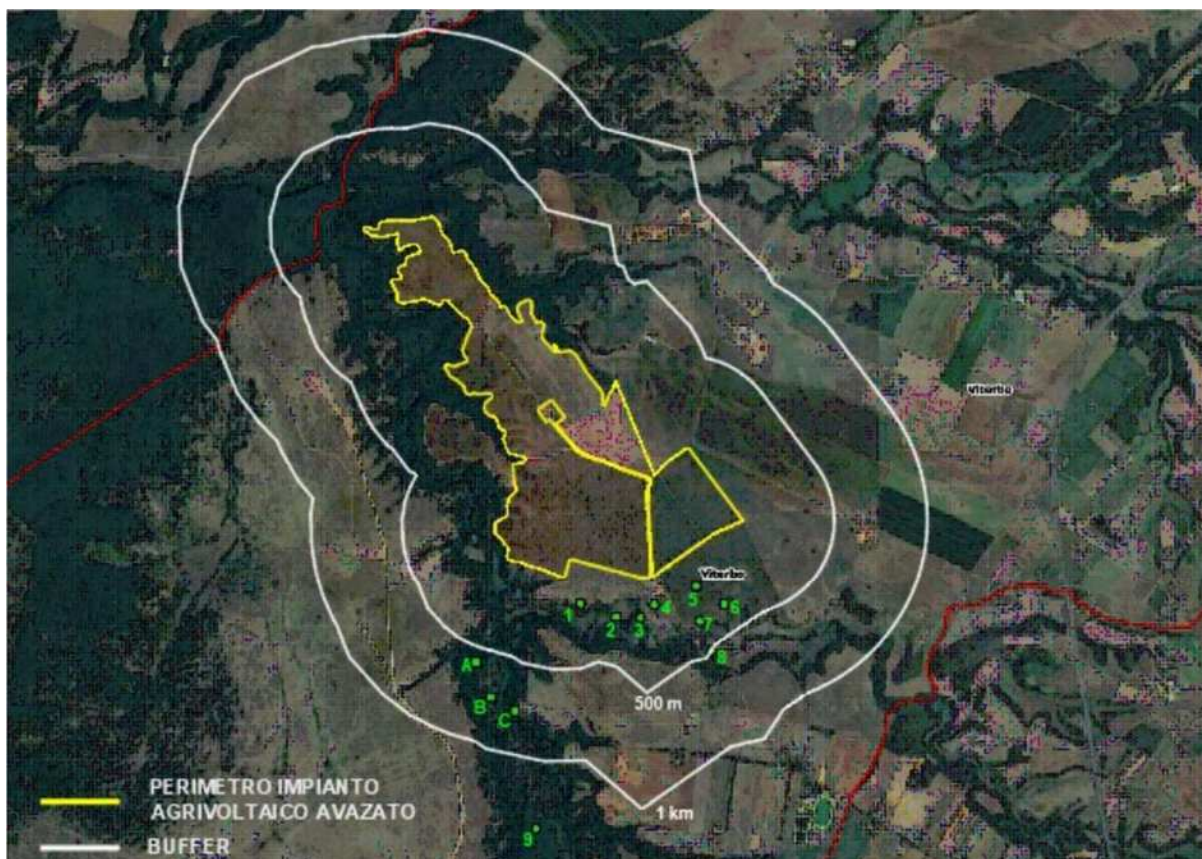 Viterbo
Viterbo
1
2
3
4
5
6
7
8
A
B
C
500 m
1 km
9
PERIMETRO IMPIANTO
AGRIVOLTAICO AVAZATO
BUFFER